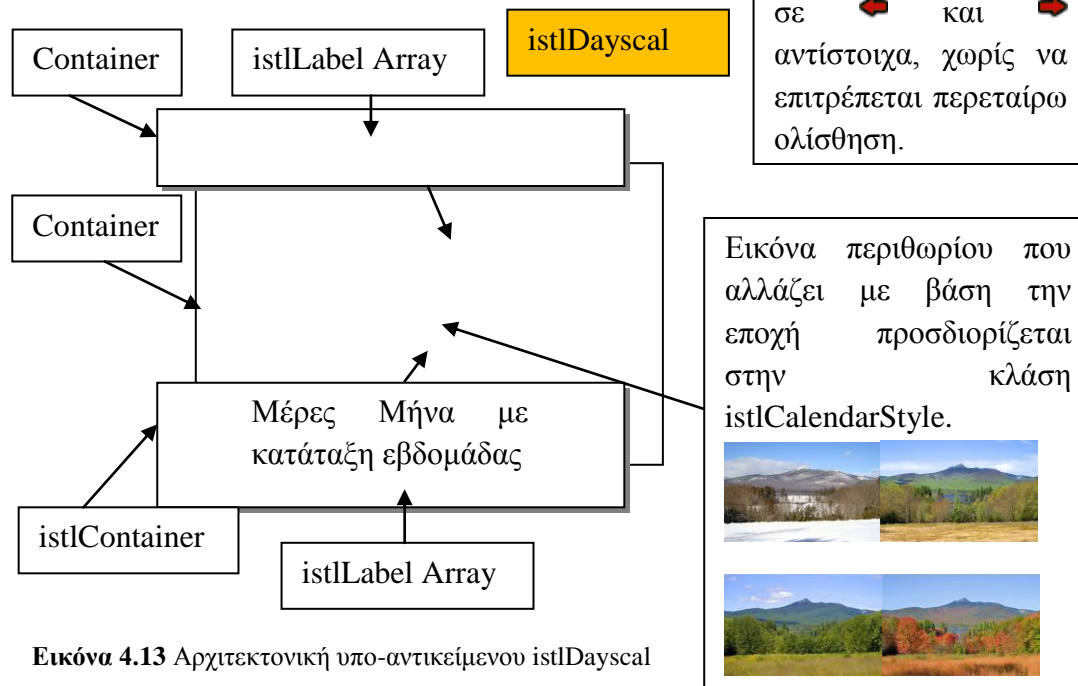 σε και
αντίστοιχα, χωρίς να
επιτρέπεται περεταίρω
ολίσθηση.
Container
istlLabel Array
istlDayscal
Container
Εικόνα περιθωρίου που
αλλάζει με βάση την
εποχή προσδιορίζεται
στην κλάση
istlCalendarStyle.
Μέρες Μήνα με
κατάταξη εβδομάδας
istlContainer
istlLabel Array
Εικόνα 4.13 Αρχιτεκτονική υπο-αντικείμενου istlDayscal